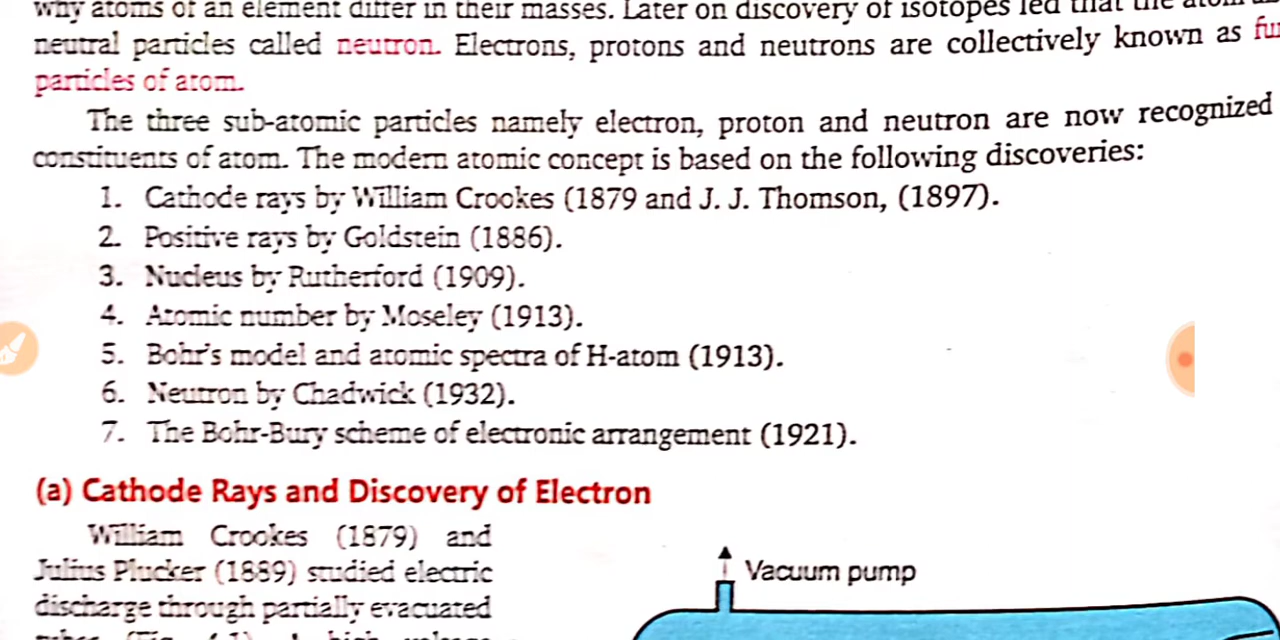 why atoms of an element differ in their masses. Later on discovery of isotopes led that the atom
neutral particles called neutron. Electrons, protons and neutrons are collectively known as
particles of atom.
The three sub-atomic particles namely electron, proton and neutron are now recognized
constituents of atom. The modern atomic concept is based on the following discoveries:
1. Cathode rays by William Crookes (1879 and J. J. Thomson, (1897).
2. Positive rays by Goldstein (1886).
3. Nucleus by Rutherford (1909).
4. Atomic number by Moseley (1913).
5. Bohr's model and atomic spectra of H-atom (1913).
6. Neutron by Chadwick (1932).
7. The Bohr-Bury scheme of electronic arrangement (1921).
(a) Cathode Rays and Discovery of Electron
William Crookes (1879) and
Julius Plucker (1889) studied electric
discharge through partially evacuated
Vacuum pump